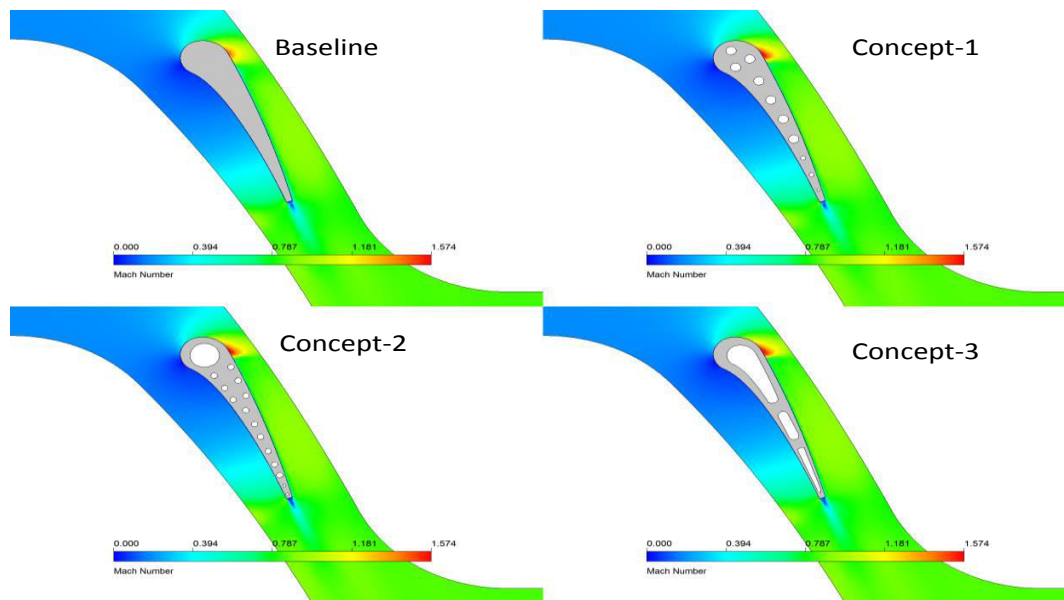 Baseline
0.000 0.394 0.787 1.181 1.574
Mach Number
Concept-1
0.000 0.394 0.787 1.181 1.574
Mach Number
Concept-2
0.000 0.394 0.787 1.181 1.574
Mach Number
Concept-3
0.000 0.394 0.787 1.181 1.574
Mach Number